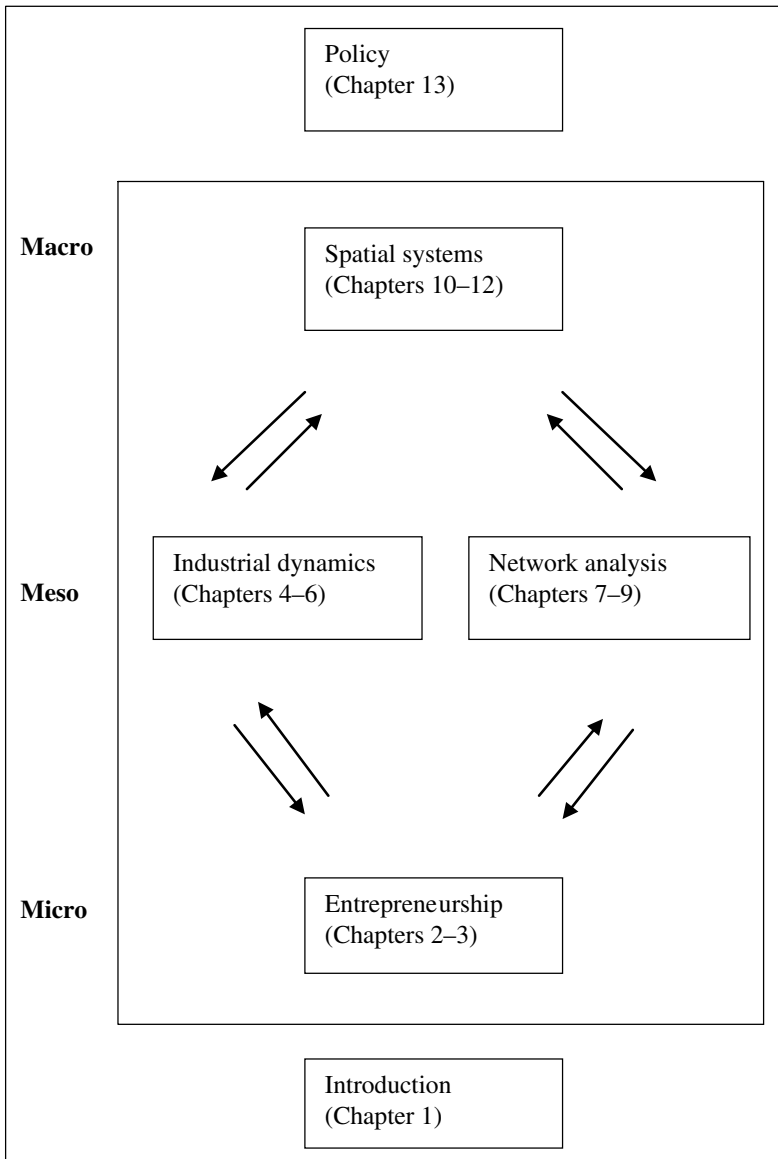 Policy
(Chapter 13)
Macro
Spatial systems
(Chapters 10–12)
Meso
Industrial dynamics
(Chapters 4–6)
Network analysis
(Chapters 7–9)
Micro
Entrepreneurship
(Chapters 2–3)
Introduction
(Chapter 1)